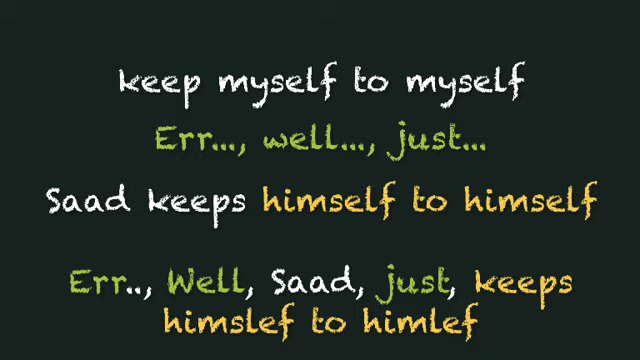 keep myself to myself
Err..., well..., just...
Saad keeps himself to himself
Err.., Well, Saad, just, keeps
himslef to himlef